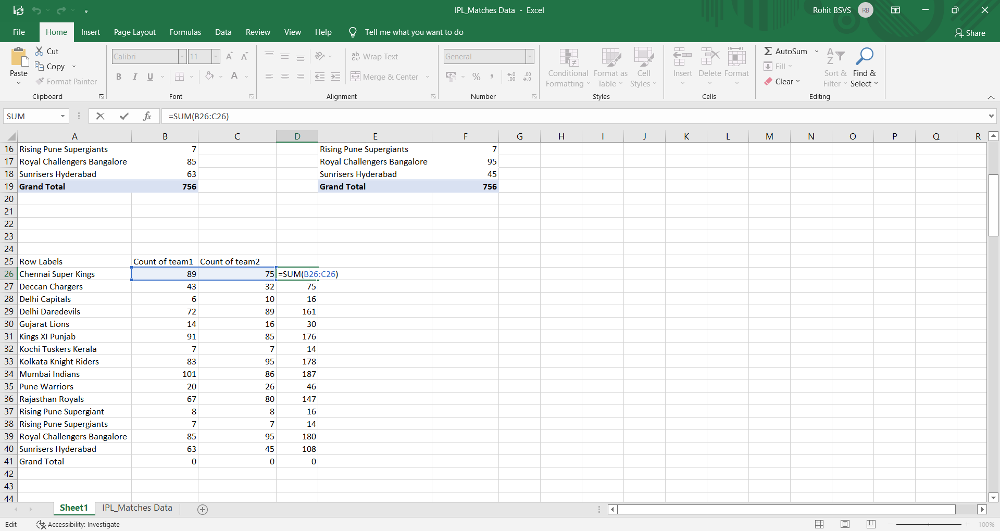 IPL_Matches Data - Excel
Rohit BSVS RB
File Home Insert Page Layout Formulas Data Review View Help Tell me what you want to do Share
Paste Cut Copy Format Painter Clipboard
Calibri 11 A A B I U A Font
ab Wrap Text Merge & Center Alignment
General % , .00 Number
Conditional Formatting Format as Table Cell Styles Styles
Insert Delete Format Cells
AutoSum Fill Clear Sort & Filter Find & Select Editing
SUM fx =SUM(B26:C26)
A B C D E F G H I J K L M N O P Q R
16 Rising Pune Supergiants 7 Rising Pune Supergiants 7
17 Royal Challengers Bangalore 85 Royal Challengers Bangalore 95
18 Sunrisers Hyderabad 63 Sunrisers Hyderabad 45
19 Grand Total 756 Grand Total 756
20
21
22
23
24
25 Row Labels Count of team1 Count of team2
26 Chennai Super Kings 89 75 =SUM(B26:C26)
27 Deccan Chargers 43 32 75
28 Delhi Capitals 6 10 16
29 Delhi Daredevils 72 89 161
30 Gujarat Lions 14 16 30
31 Kings XI Punjab 91 85 176
32 Kochi Tuskers Kerala 7 7 14
33 Kolkata Knight Riders 83 95 178
34 Mumbai Indians 101 86 187
35 Pune Warriors 20 26 46
36 Rajasthan Royals 67 80 147
37 Rising Pune Supergiant 8 8 16
38 Rising Pune Supergiants 7 7 14
39 Royal Challengers Bangalore 85 95 180
40 Sunrisers Hyderabad 63 45 108
41 Grand Total 0 0 0
42
43
44
Sheet1 IPL_Matches Data
Edit Accessibility: Investigate 100%